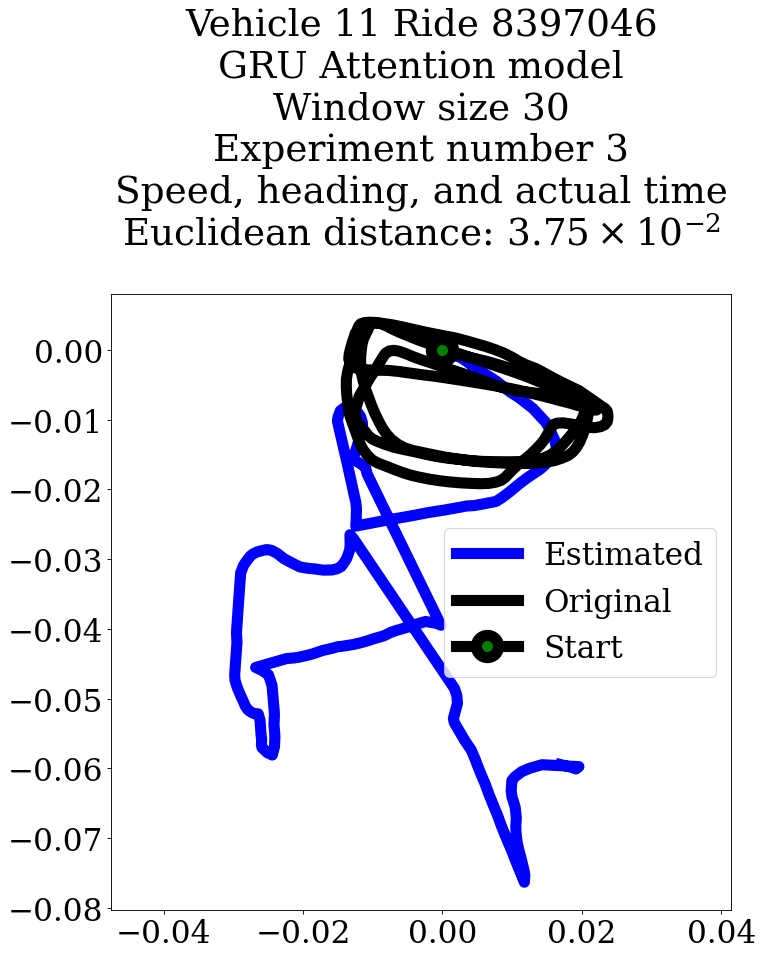 Vehicle 11 Ride 8397046
GRU Attention model
Window size 30
Experiment number 3
Speed, heading, and actual time
Euclidean distance: 3.75 × 10⁻²
0.00
−0.01
−0.02
−0.03
−0.04
−0.05
−0.06
−0.07
−0.08
Estimated
Original
Start
−0.04 −0.02 0.00 0.02 0.04